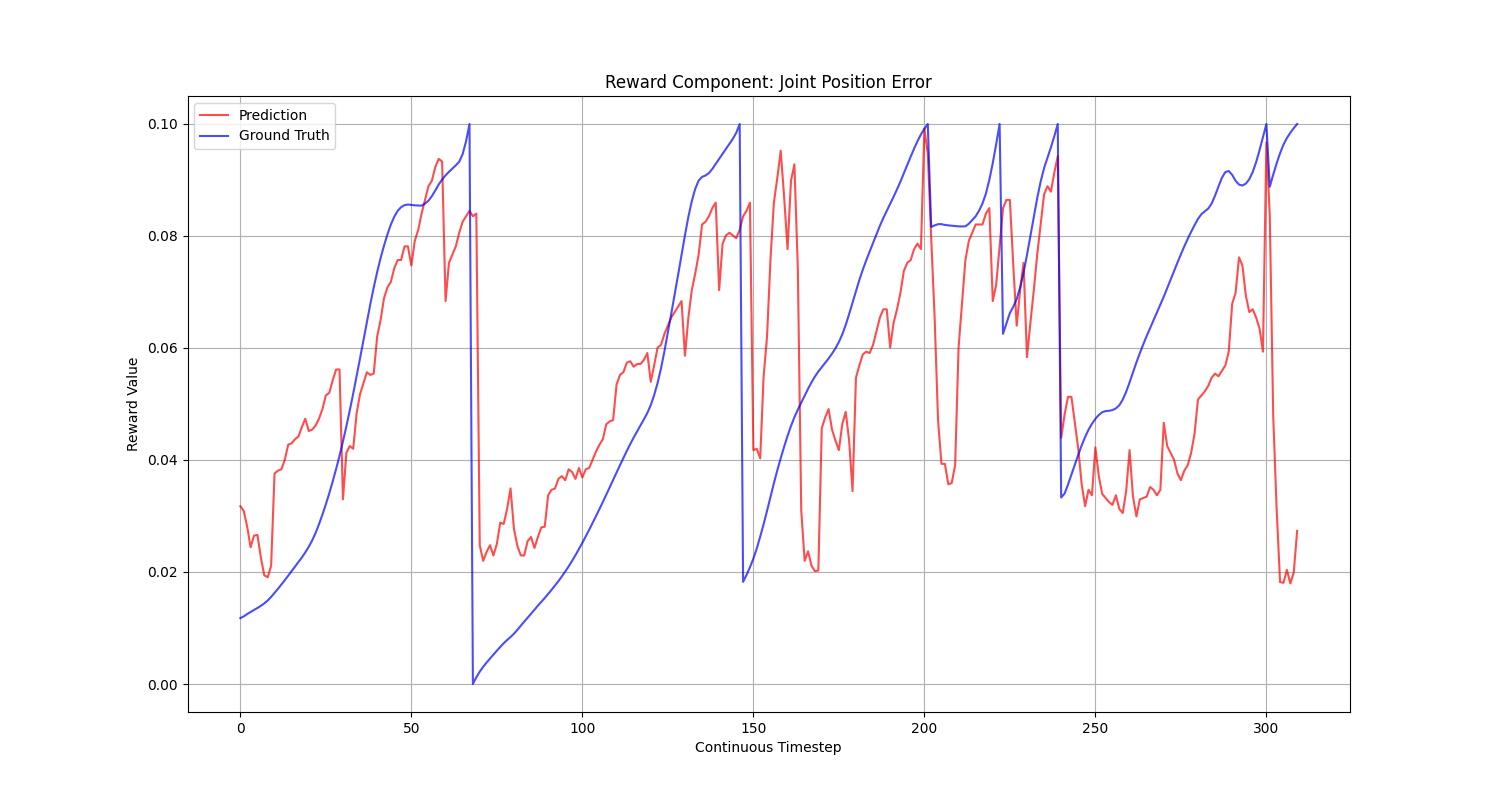 Reward Component: Joint Position Error
Prediction
Ground Truth
0.10
0.08
0.06
0.04
0.02
0.00
Reward Value
0 50 100 150 200 250 300
Continuous Timestep